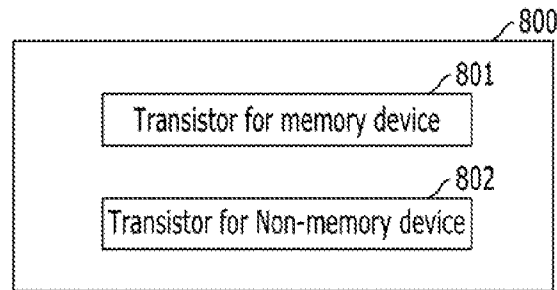 800
801
Transistor for memory device
802
Transistor for Non-memory device